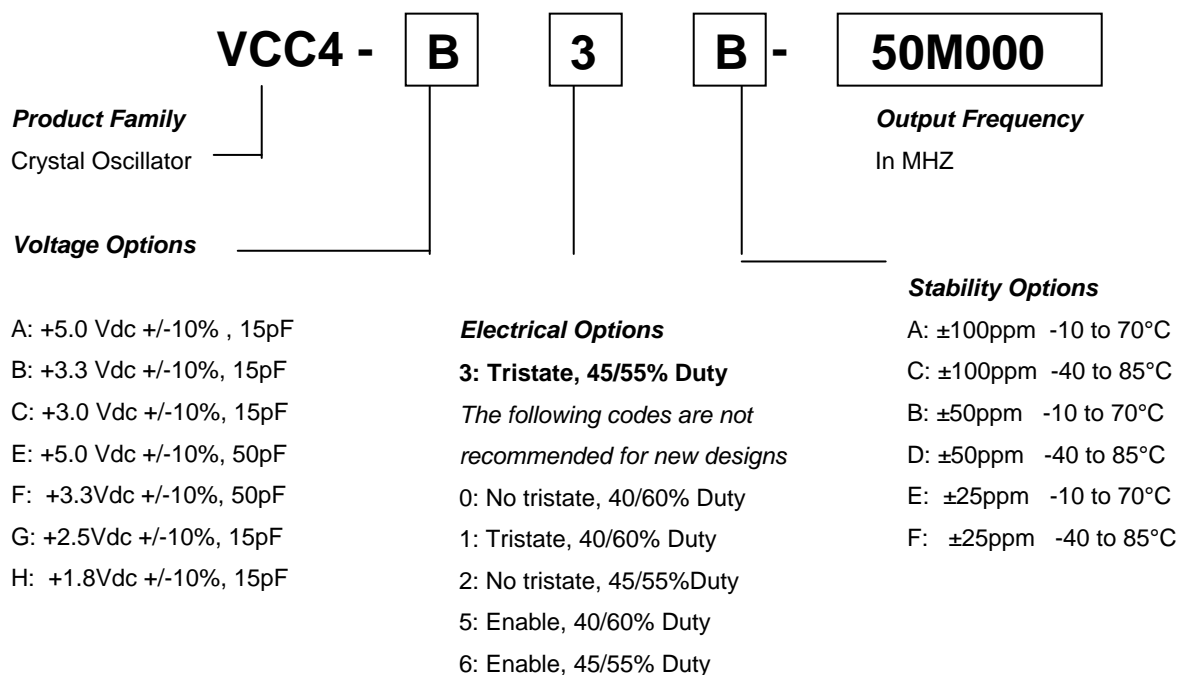 VCC4 - B 3 B - 50M000
Product Family
Crystal Oscillator
Output Frequency
In MHZ
Voltage Options
A: +5.0 Vdc +/-10% , 15pF
B: +3.3 Vdc +/-10%, 15pF
C: +3.0 Vdc +/-10%, 15pF
E: +5.0 Vdc +/-10%, 50pF
F: +3.3Vdc +/-10%, 50pF
G: +2.5Vdc +/-10%, 15pF
H: +1.8Vdc +/-10%, 15pF
Electrical Options
3: Tristate, 45/55% Duty
The following codes are not
recommended for new designs
0: No tristate, 40/60% Duty
1: Tristate, 40/60% Duty
2: No tristate, 45/55%Duty
5: Enable, 40/60% Duty
6: Enable, 45/55% Duty
Stability Options
A: ±100ppm -10 to 70°C
C: ±100ppm -40 to 85°C
B: ±50ppm -10 to 70°C
D: ±50ppm -40 to 85°C
E: ±25ppm -10 to 70°C
F: ±25ppm -40 to 85°C